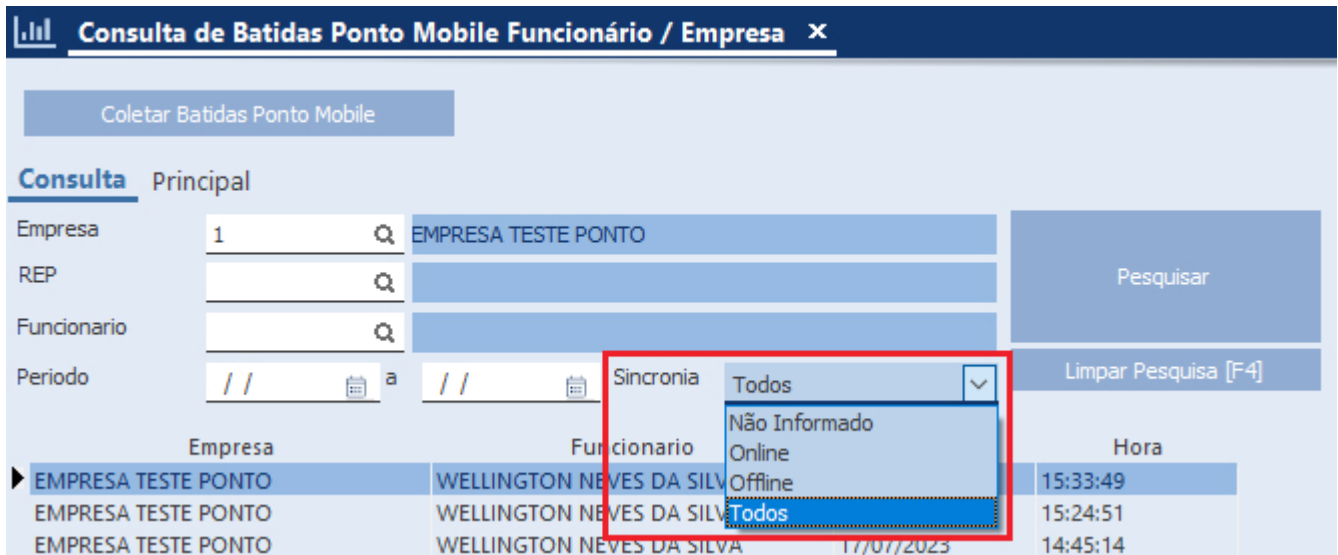 Consulta de Batidas Ponto Mobile Funcionário / Empresa ×
Coletar Batidas Ponto Mobile
Consulta Principal
Empresa 1 EMPRESA TESTE PONTO
REP
Pesquisar
Funcionario
Periodo / / a / / Sincronia Todos
Limpar Pesquisa [F4]
Não Informado
Online
Offline
Todos
Empresa Funcionario Hora
EMPRESA TESTE PONTO WELLINGTON NEVES DA SILV 15:33:49
EMPRESA TESTE PONTO WELLINGTON NEVES DA SILV 15:24:51
EMPRESA TESTE PONTO WELLINGTON NEVES DA SILVA 17/07/2023 14:45:14